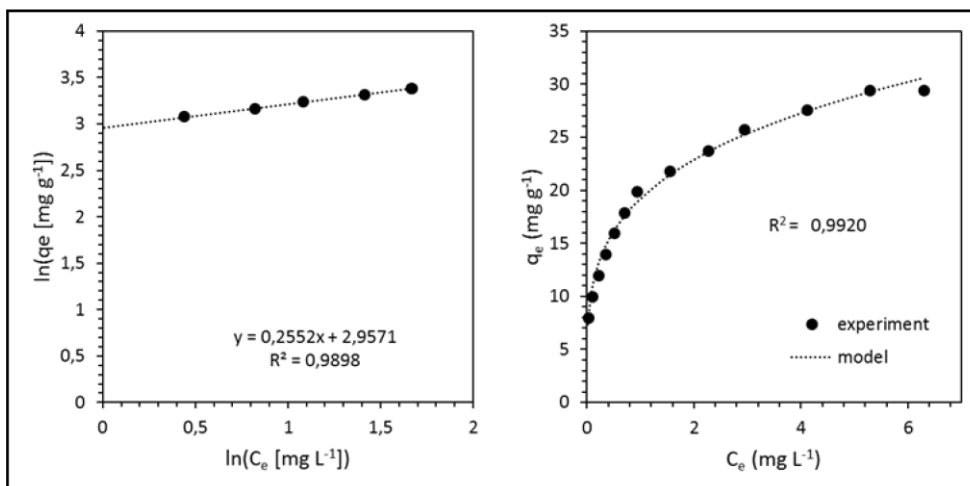 4
3,5
3
2,5
2
1,5
1
0,5
0
ln(qe [mg g⁻¹])
y = 0,2552x + 2,9571
R² = 0,9898
0 0,5 1 1,5 2
ln(Cₑ [mg L⁻¹])
35
30
25
20
15
10
5
0
qₑ (mg g⁻¹)
R² = 0,9920
experiment
model
0 2 4 6
Cₑ (mg L⁻¹)